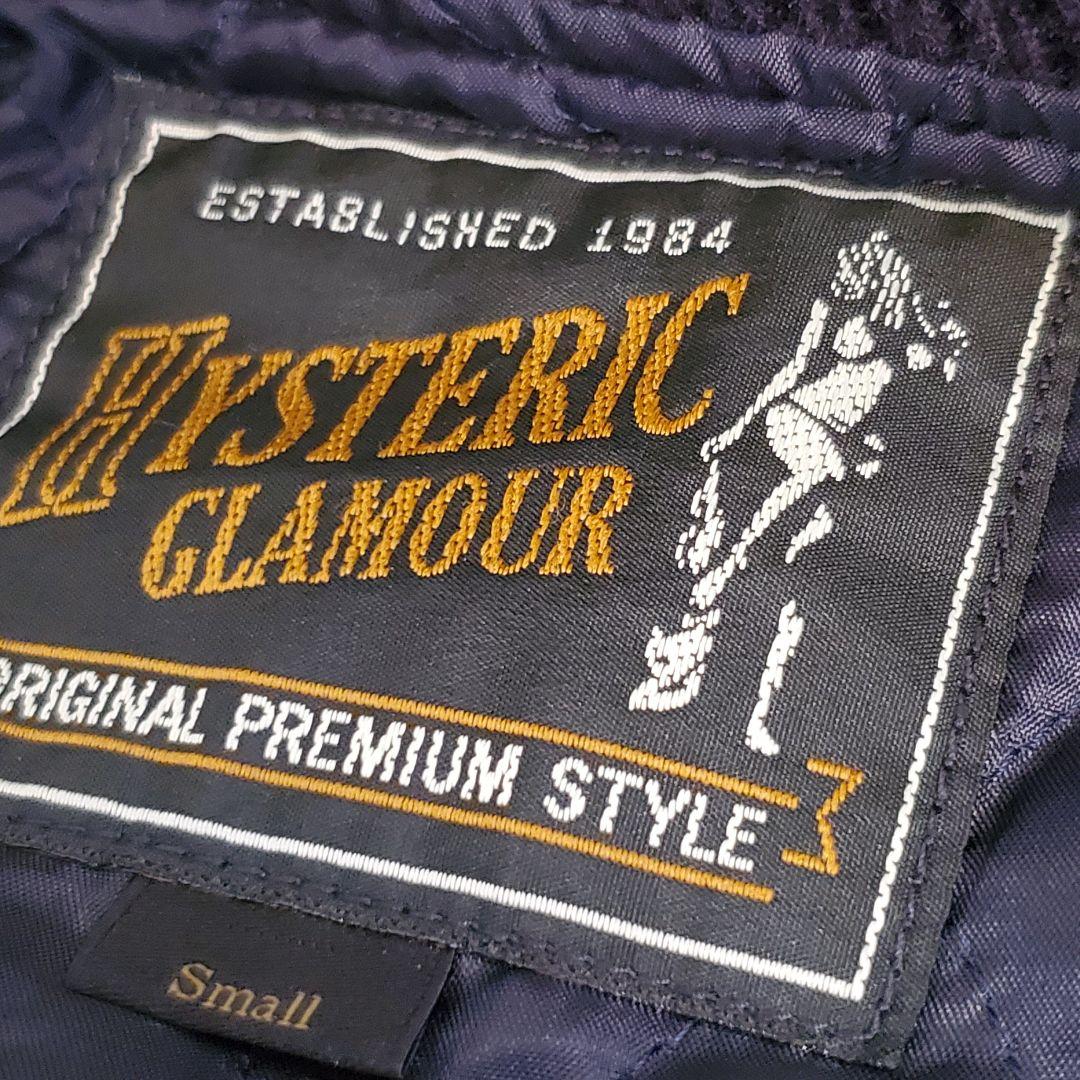 ESTABLISHED 1984
HYSTERIC
GLAMOUR
ORIGINAL PREMIUM STYLE
Small